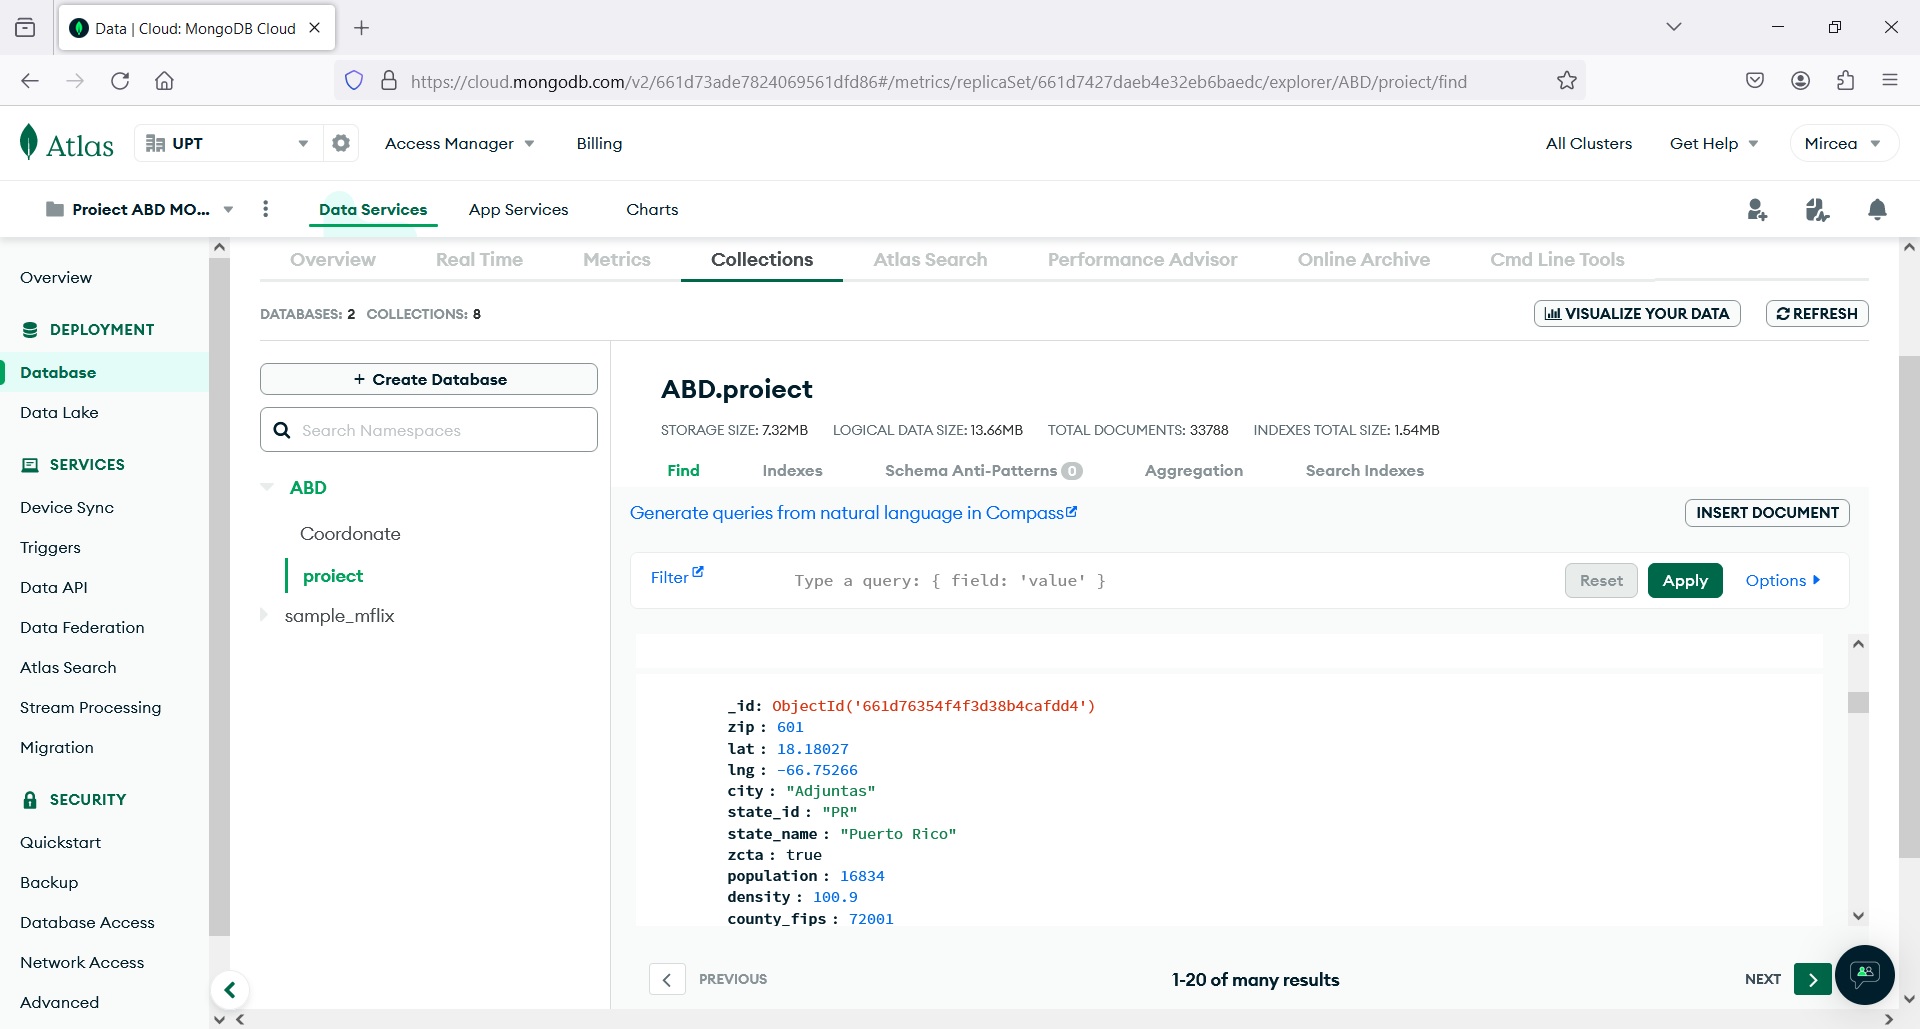 Data | Cloud: MongoDB Cloud
https://cloud.mongodb.com/v2/661d73ade7824069561dfd86#/metrics/replicaSet/661d7427daeb4e32eb6baedc/explorer/ABD/proiect/find
Atlas
UPT
Access Manager
Billing
All Clusters
Get Help
Mircea
Proiect ABD MO...
Data Services
App Services
Charts
Overview
DEPLOYMENT
Database
Data Lake
SERVICES
Device Sync
Triggers
Data API
Data Federation
Atlas Search
Stream Processing
Migration
SECURITY
Quickstart
Backup
Database Access
Network Access
Advanced
Overview
Real Time
Metrics
Collections
Atlas Search
Performance Advisor
Online Archive
Cmd Line Tools
DATABASES: 2 COLLECTIONS: 8
VISUALIZE YOUR DATA
REFRESH
+ Create Database
Search Namespaces
ABD
Coordonate
proiect
sample_mflix
ABD.proiect
STORAGE SIZE: 7.32MB LOGICAL DATA SIZE: 13.66MB TOTAL DOCUMENTS: 33788 INDEXES TOTAL SIZE: 1.54MB
Find
Indexes
Schema Anti-Patterns 0
Aggregation
Search Indexes
Generate queries from natural language in Compass
INSERT DOCUMENT
Filter
Type a query: { field: 'value' }
Reset
Apply
Options
_id: ObjectId('661d76354f4f3d38b4cafdd4')
zip : 601
lat : 18.18027
lng : -66.75266
city : "Adjuntas"
state_id : "PR"
state_name : "Puerto Rico"
zcta : true
population : 16834
density : 100.9
county_fips : 72001
PREVIOUS
1-20 of many results
NEXT